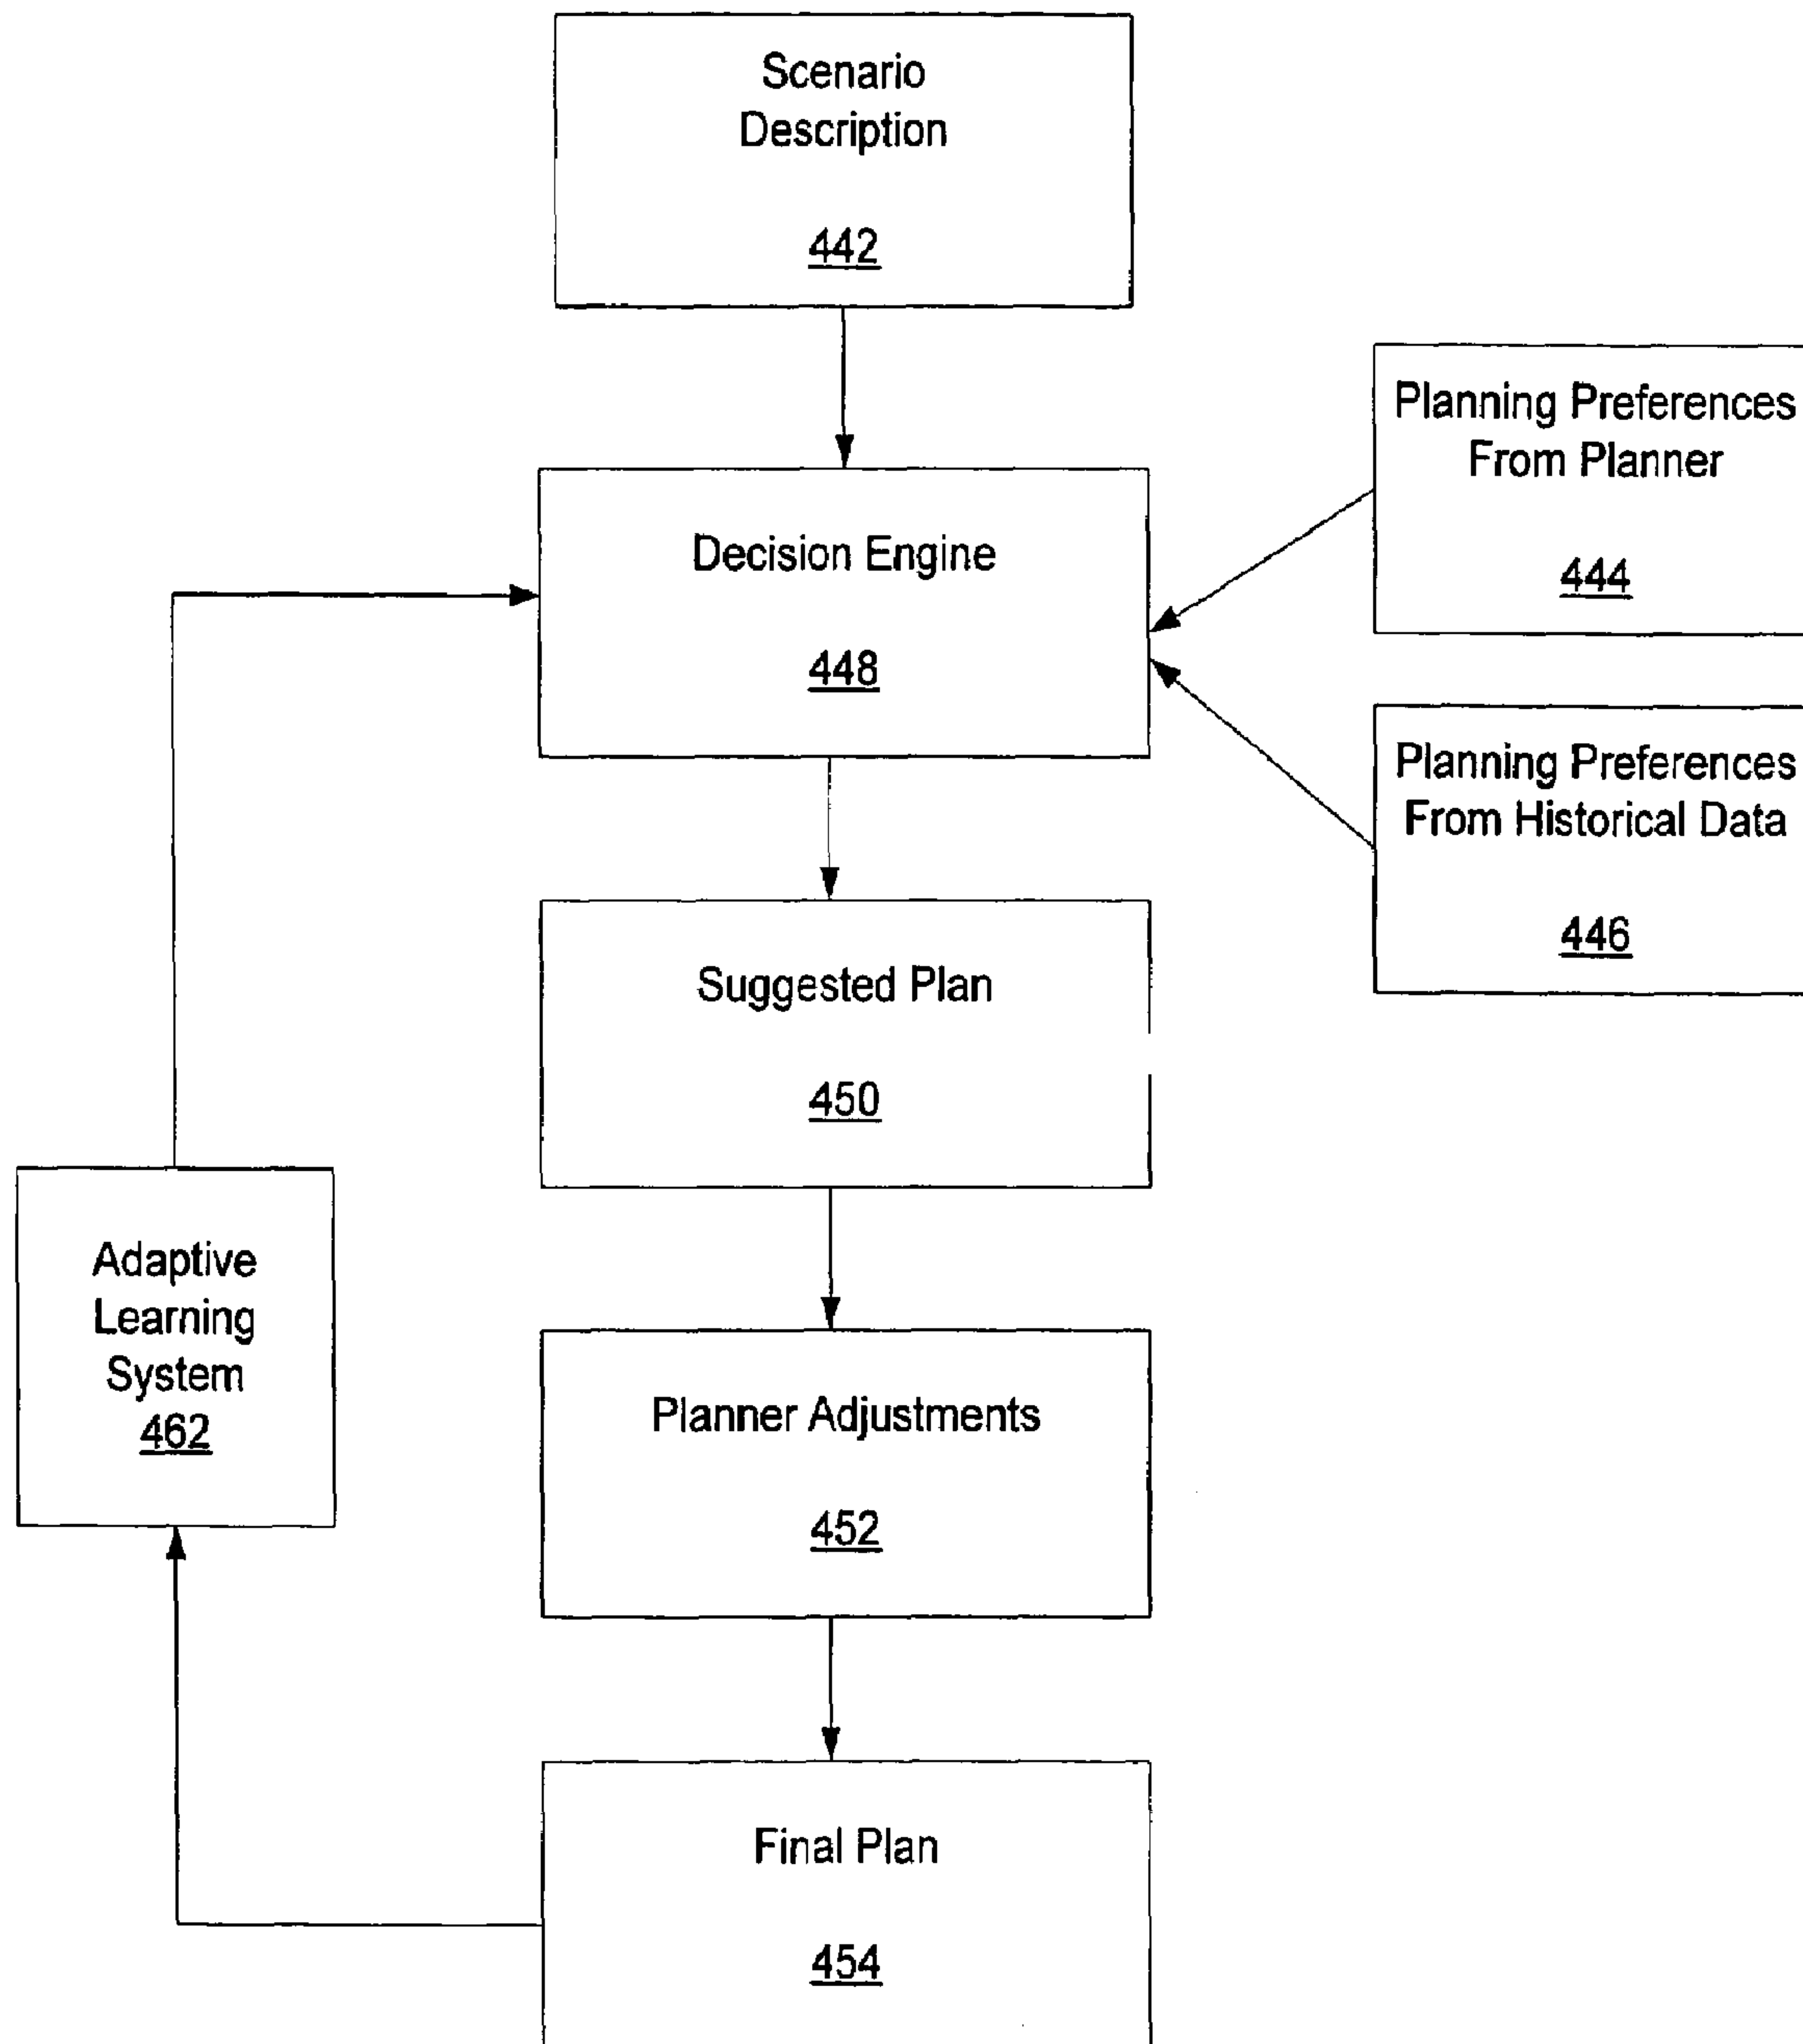 Scenario
Description
442
Planning Preferences
From Planner
444
Decision Engine
448
Planning Preferences
From Historical Data
446
Suggested Plan
450
Adaptive
Learning
System
462
Planner Adjustments
452
Final Plan
454